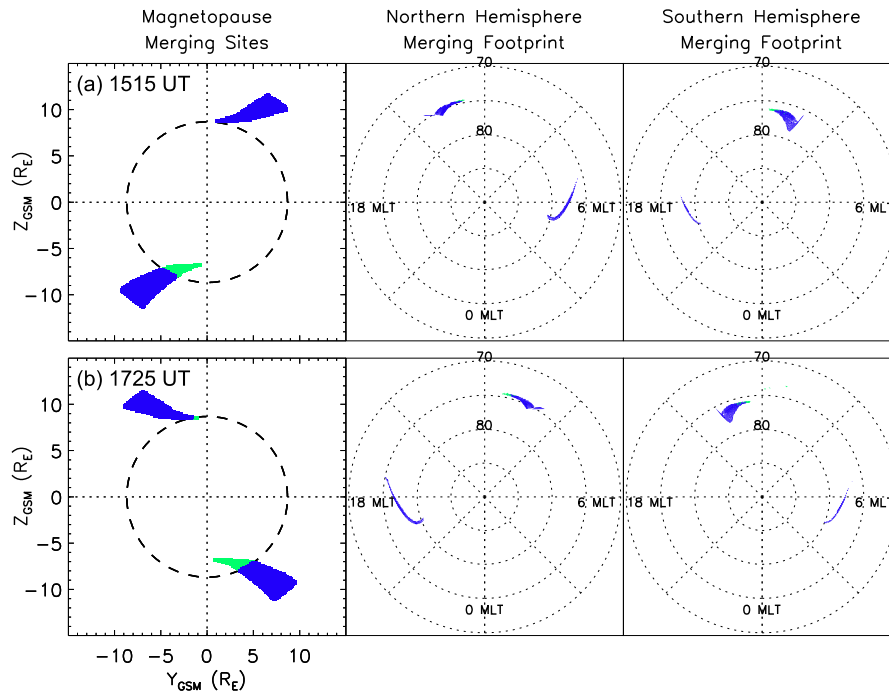 Magnetopause
Merging Sites
Northern Hemisphere
Merging Footprint
Southern Hemisphere
Merging Footprint
(a) 1515 UT
10
5
0
−5
−10
Z_GSM (R_E)
70
80
18 MLT
6 MLT
0 MLT
70
80
18 MLT
6 MLT
0 MLT
(b) 1725 UT
10
5
0
−5
−10
Z_GSM (R_E)
−10 −5 0 5 10
Y_GSM (R_E)
70
80
18 MLT
6 MLT
0 MLT
70
80
18 MLT
6 MLT
0 MLT